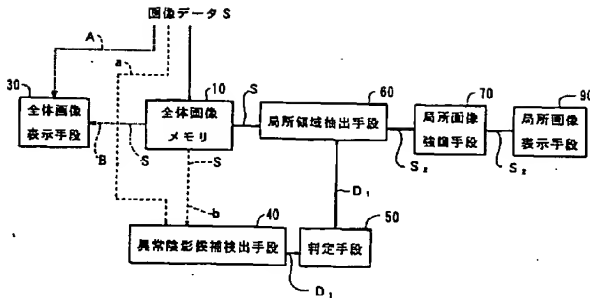 画像データS
A
a
30
全体画像
表示手段
B
S
10
全体画像
メモリ
S
60
局所領域抽出手段
S₂
70
局所画像
強調手段
S₂
90
局所画像
表示手段
S
b
40
異常陰影候補検出手段
D₁
50
判定手段
D₁